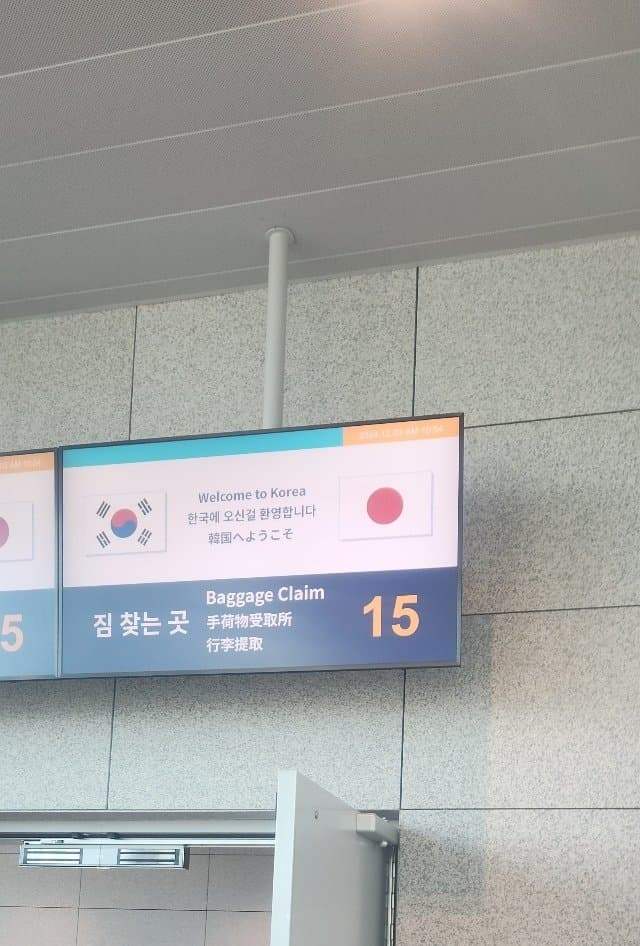 Welcome to Korea
한국에 오신걸 환영합니다
韓国へようこそ
짐 찾는 곳
Baggage Claim
手荷物受取所
行李提取
15
5